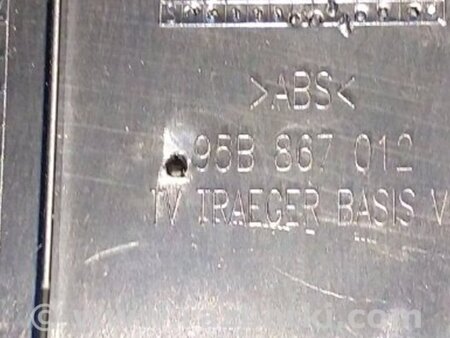 >ABS<
95B 867 012
TV TRAEGER BASIS V